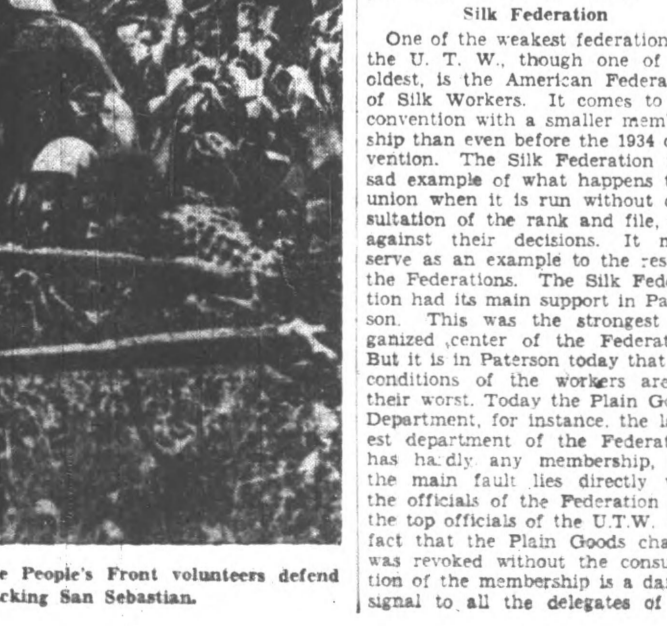 e People's Front volunteers defend
cking San Sebastian.
Silk Federation
One of the weakest federation
the U. T. W., though one of
oldest, is the American Federa
of Silk Workers. It comes to
convention with a smaller memb
ship than even before the 1934 c
vention. The Silk Federation
sad example of what happens t
union when it is run without c
sultation of the rank and file,
against their decisions. It m
serve as an example to the res
the Federations. The Silk Fede
tion had its main support in Pa
son. This was the strongest
ganized center of the Federat
But it is in Paterson today that
conditions of the workers are
their worst. Today the Plain Go
Department, for instance. the la
est department of the Federat
has hardly any membership,
the main fault lies directly w
the officials of the Federation
the top officials of the U.T.W.
fact that the Plain Goods cha
was revoked without the consu
tion of the membership is a da
signal to all the delegates of